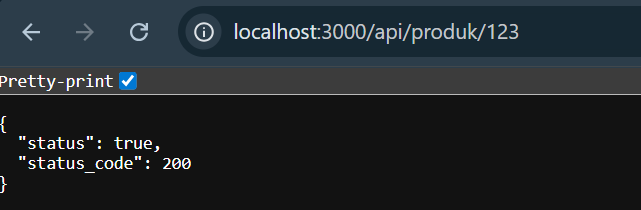 localhost:3000/api/produk/123
Pretty-print
{
  "status": true,
  "status_code": 200
}